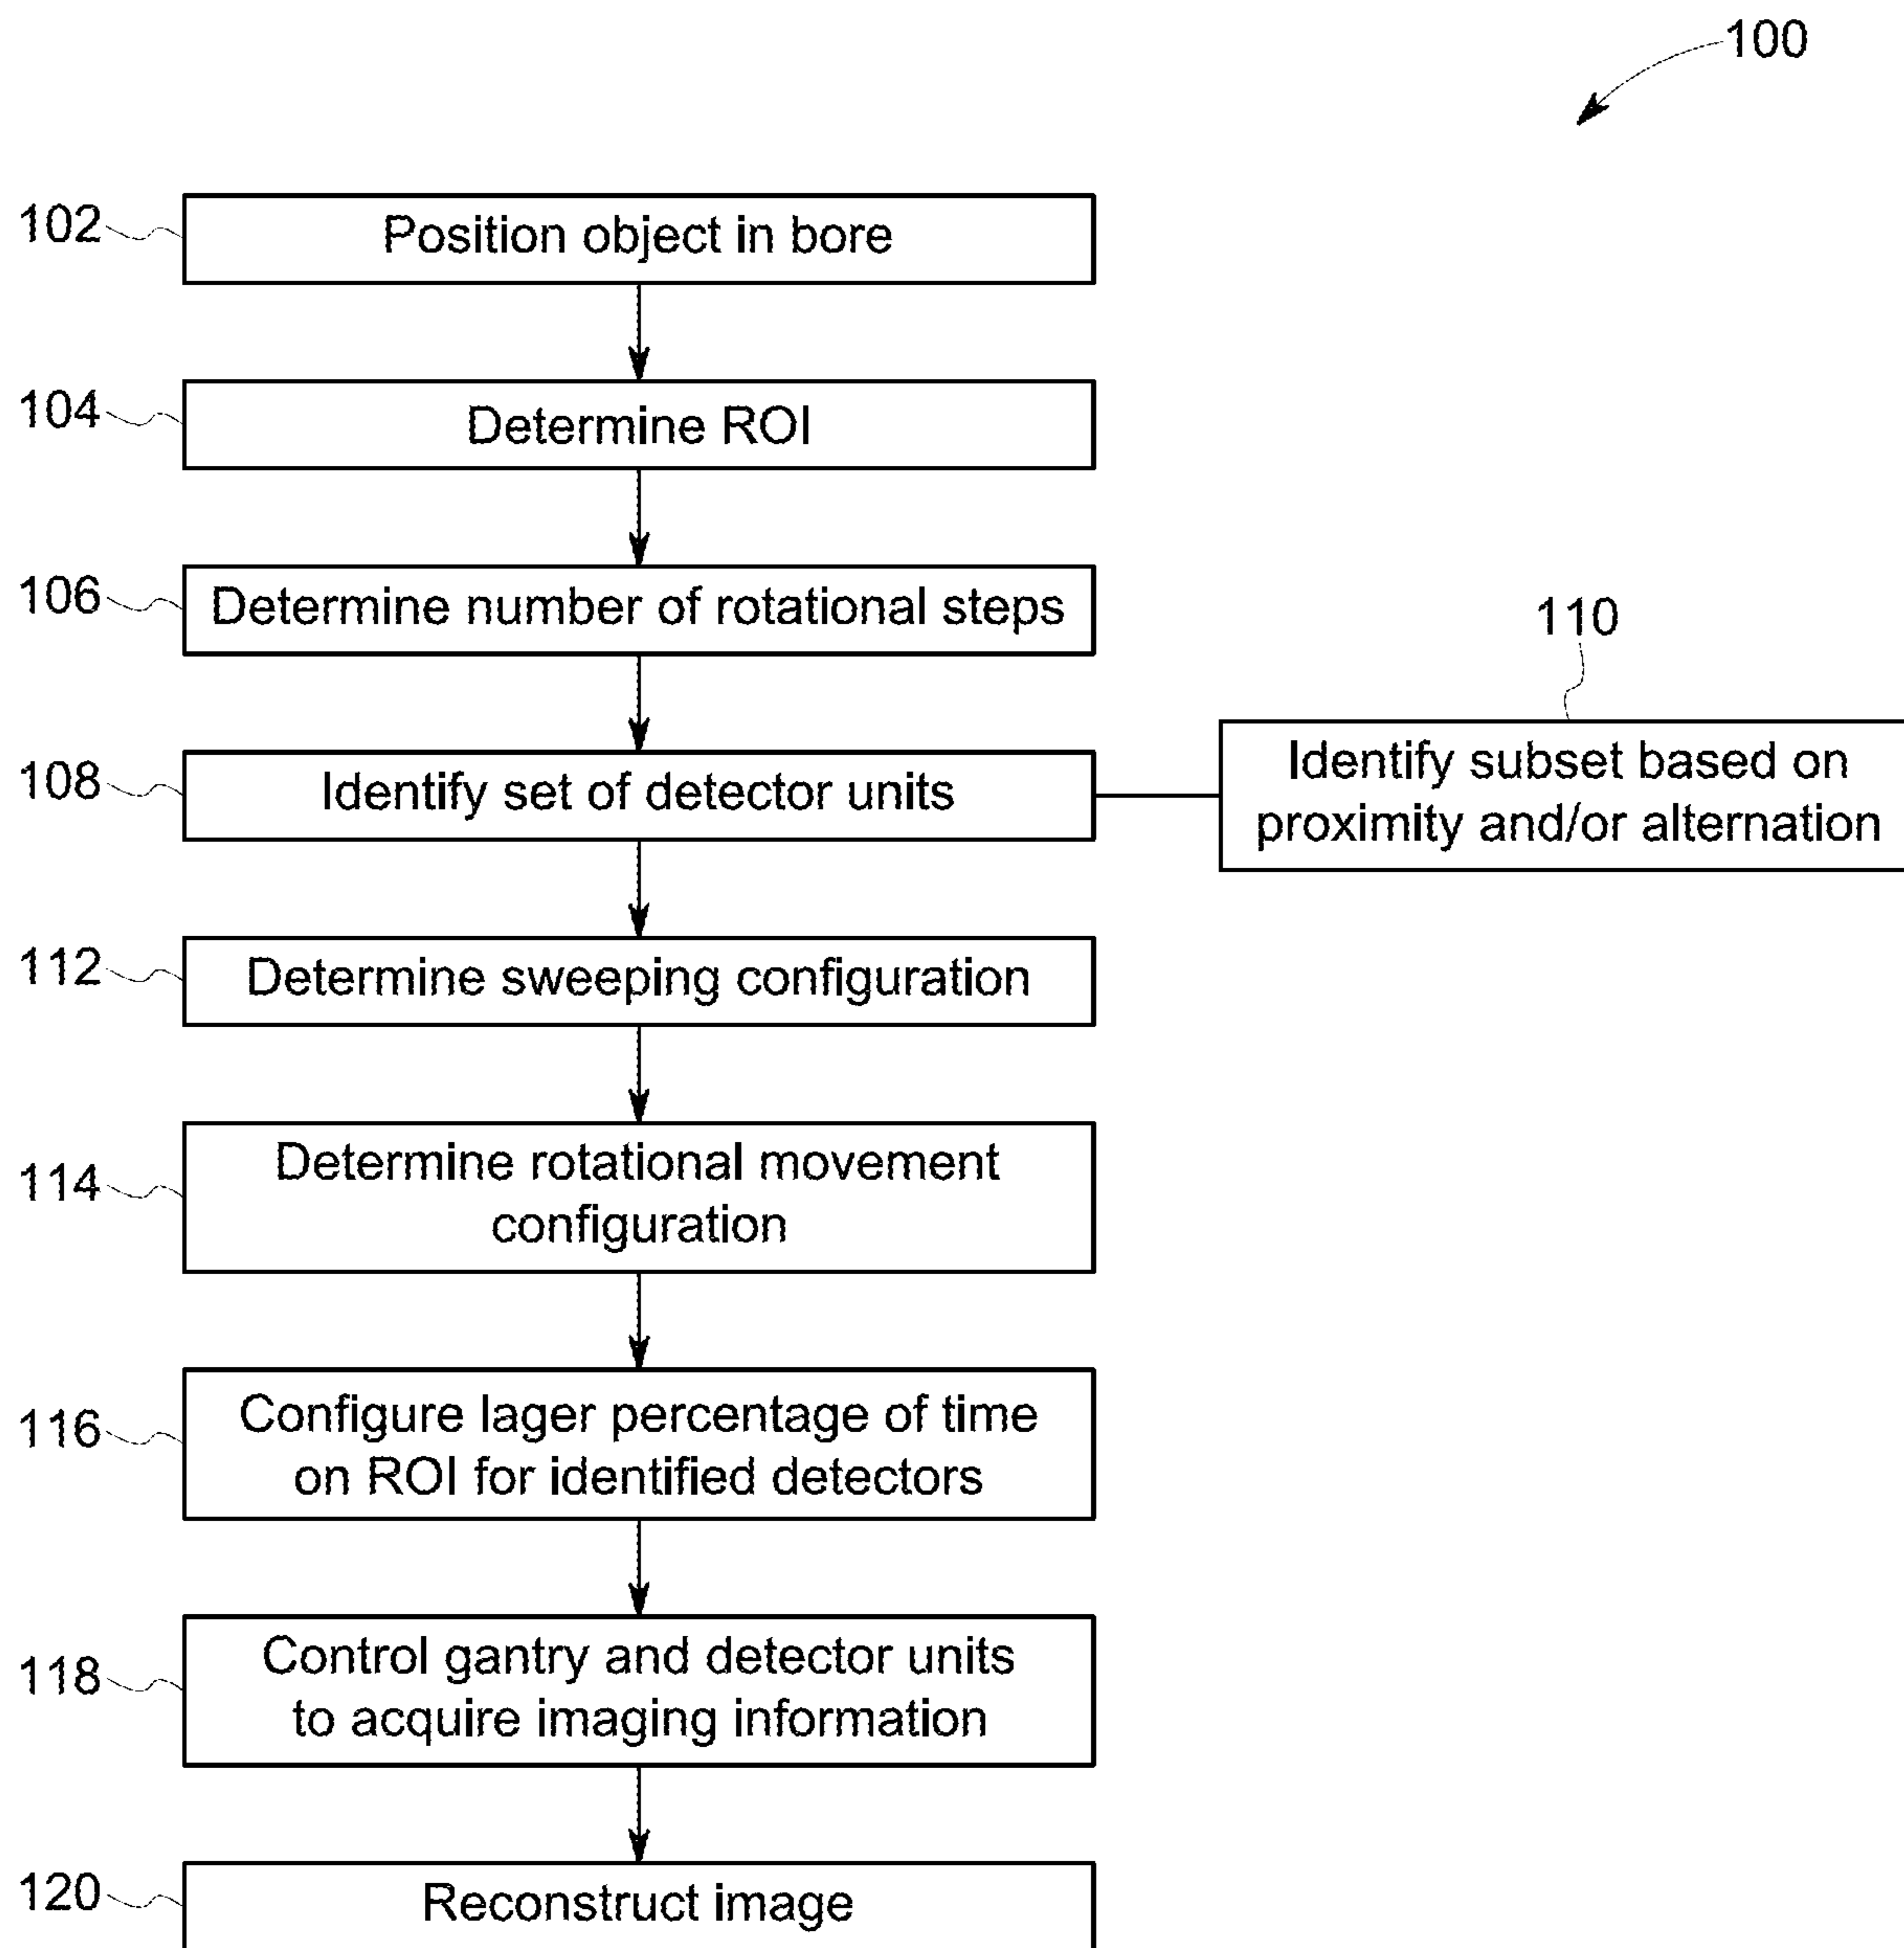 100
102
Position object in bore
104
Determine ROI
106
Determine number of rotational steps
108
Identify set of detector units
110
Identify subset based on
proximity and/or alternation
112
Determine sweeping configuration
114
Determine rotational movement
configuration
116
Configure lager percentage of time
on ROI for identified detectors
118
Control gantry and detector units
to acquire imaging information
120
Reconstruct image